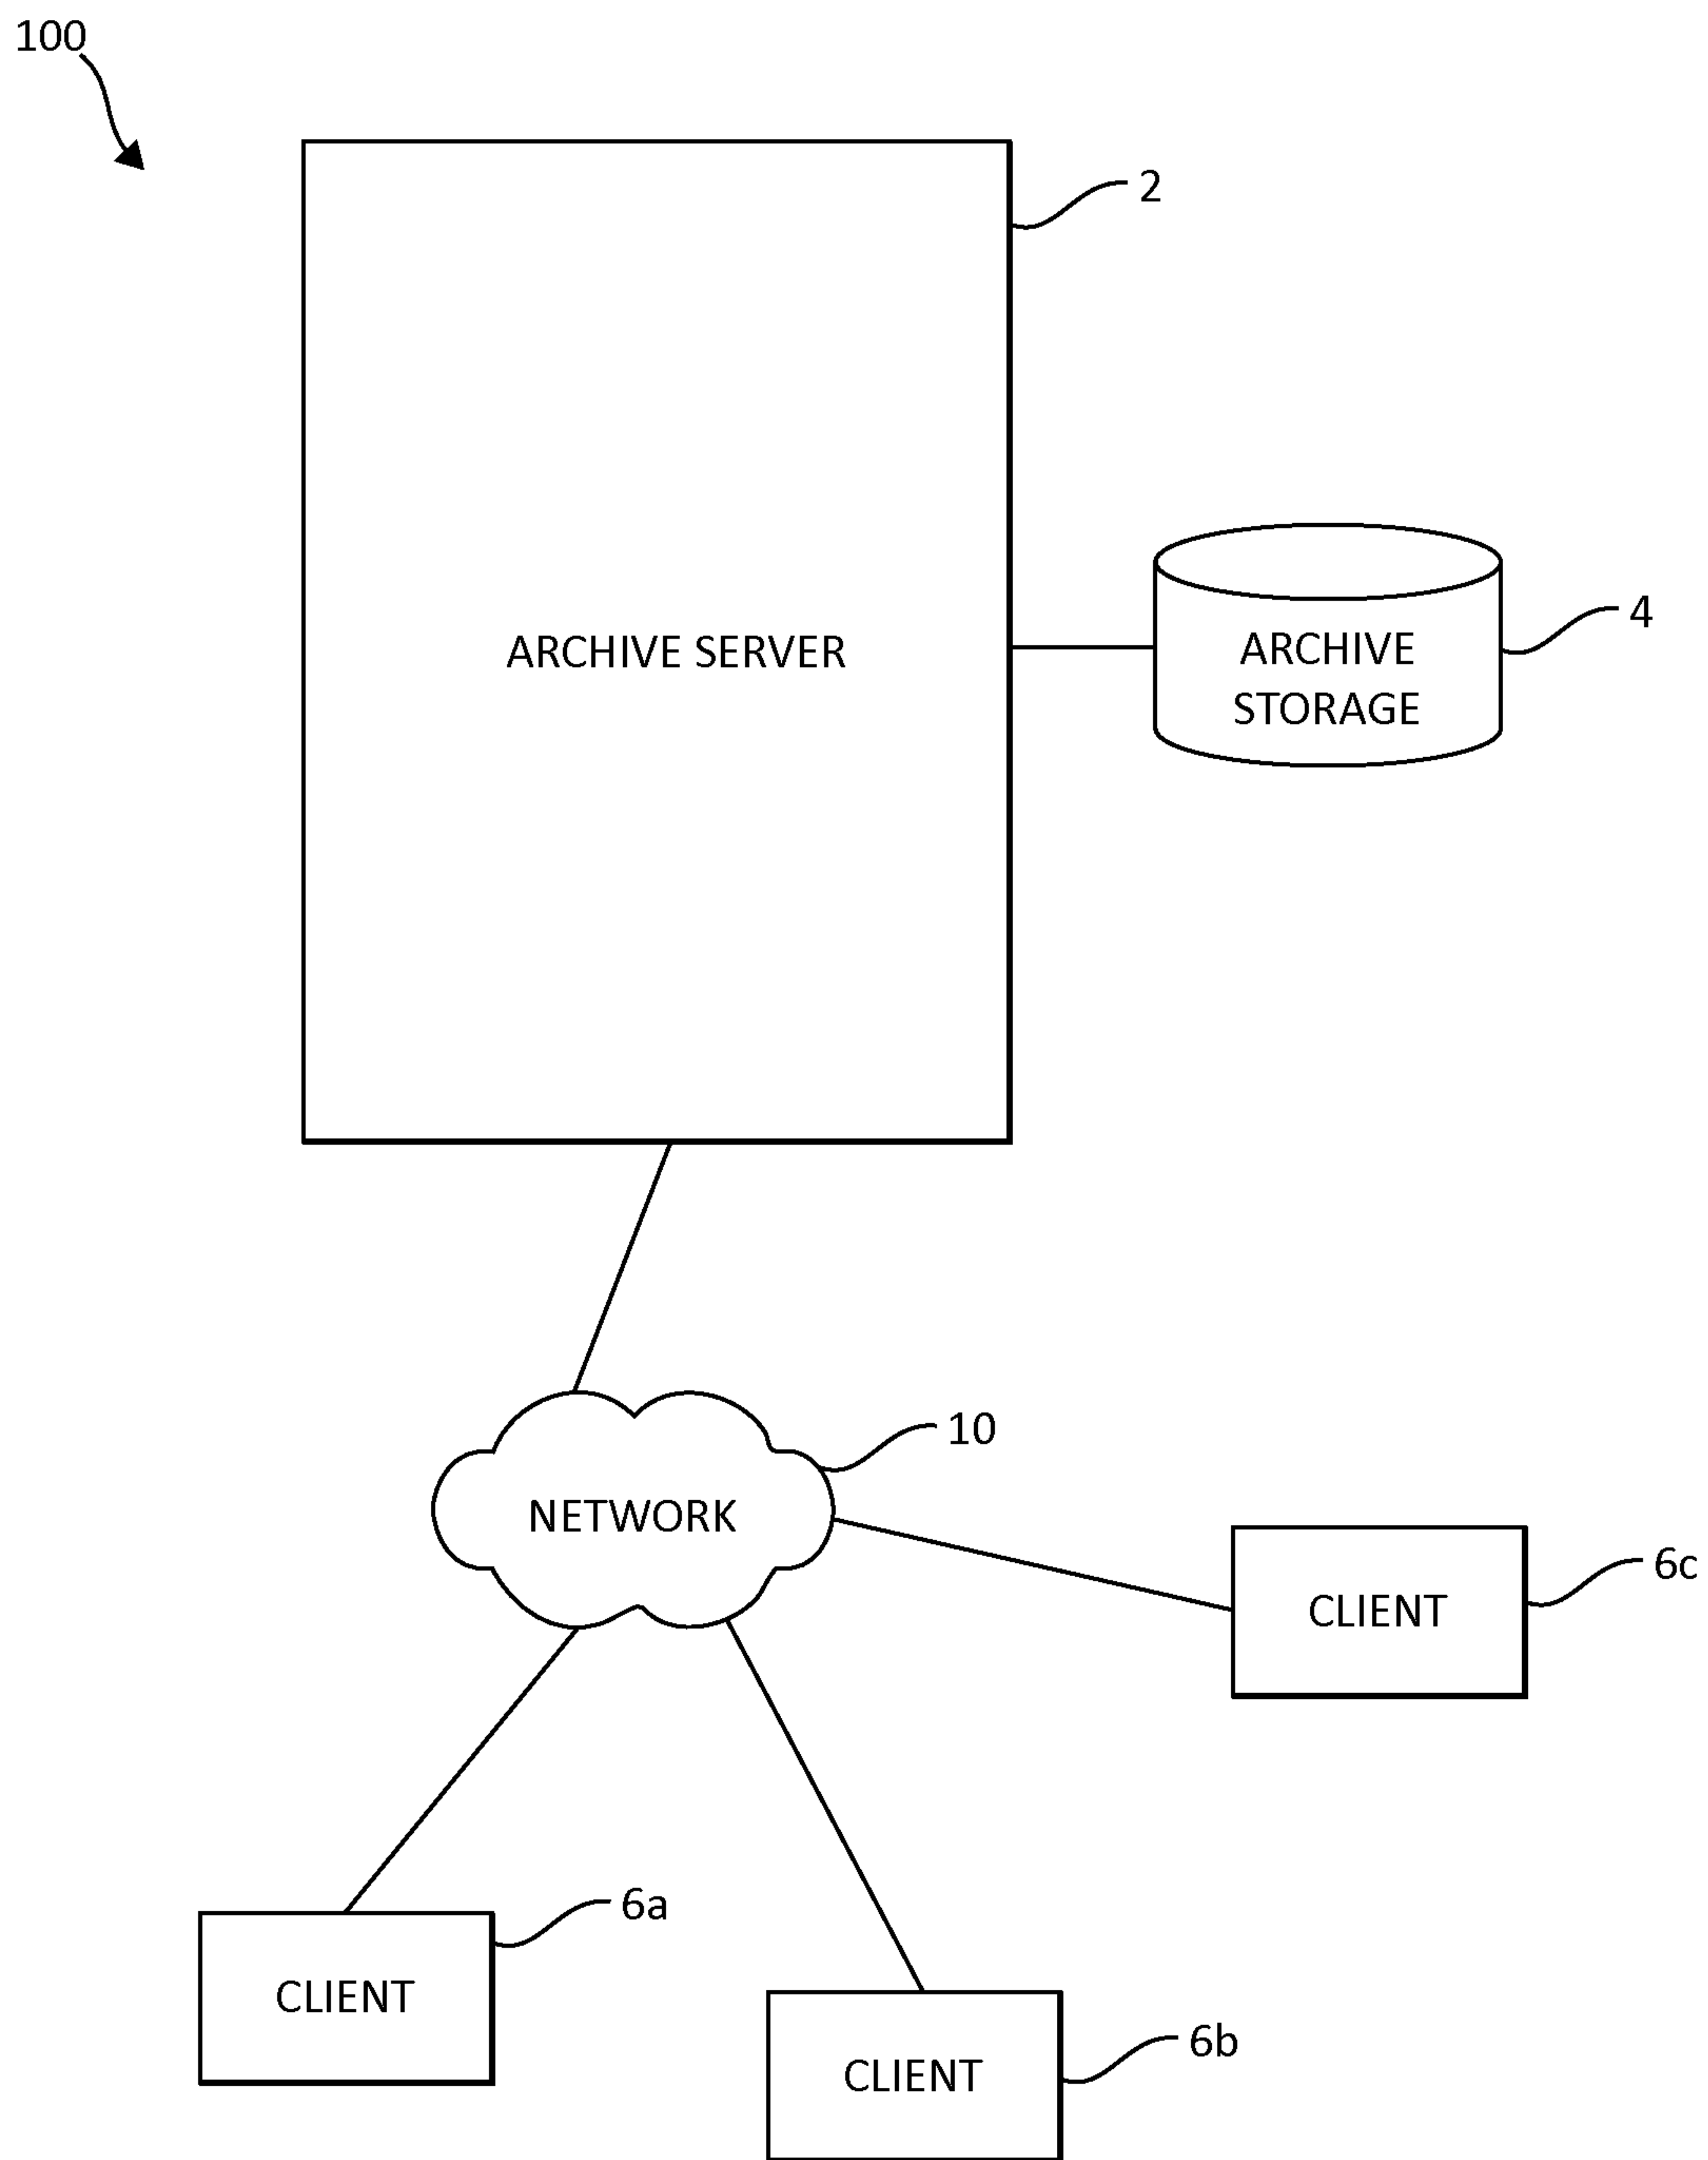 100
2
ARCHIVE SERVER
4
ARCHIVE
STORAGE
10
NETWORK
6c
CLIENT
6a
CLIENT
6b
CLIENT